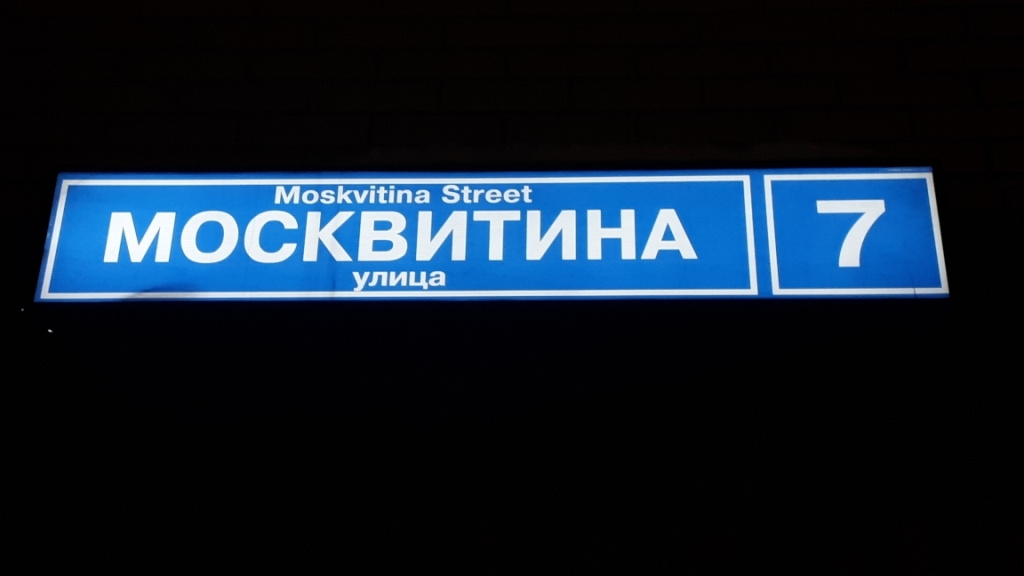 Moskvitina Street
МОСКВИТИНА
улица
7